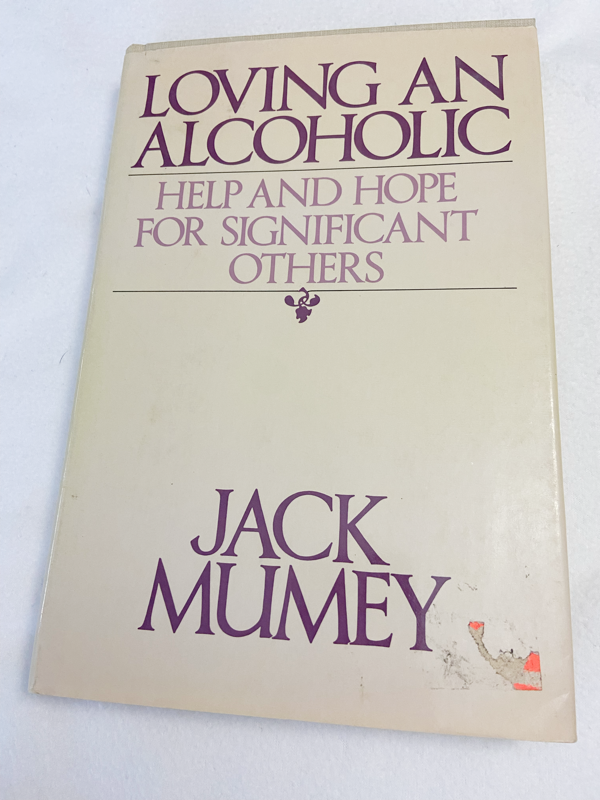 LOVING AN
ALCOHOLIC
HELP AND HOPE
FOR SIGNIFICANT
OTHERS
JACK
MUMEY